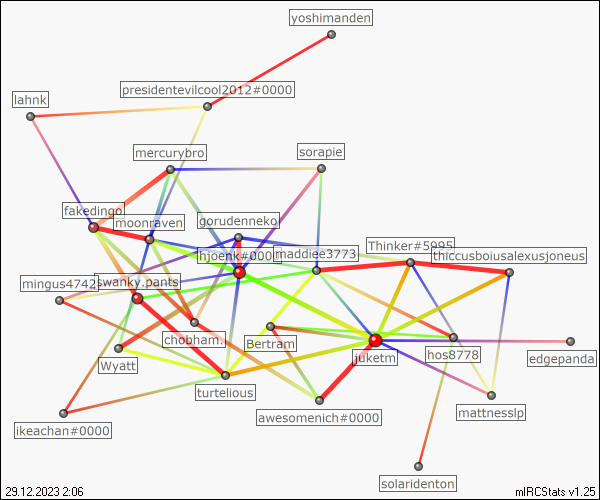 yoshimanden
presidentevilcool2012#0000
lahnk
mercurybro
sorapie
fakedingo
moonraven
gorudenneko
Thinker#5995
hjoenk#0000
maddiee3773
thiccusboiusalexusjoneus
mingus4742
swanky.pants
chobham.
Bertram
juketm
hos8778
edgepanda
Wyatt
turtelious
awesomenich#0000
mattnesslp
ikeachan#0000
solaridenton
29.12.2023 2:06
mIRCStats v1.25